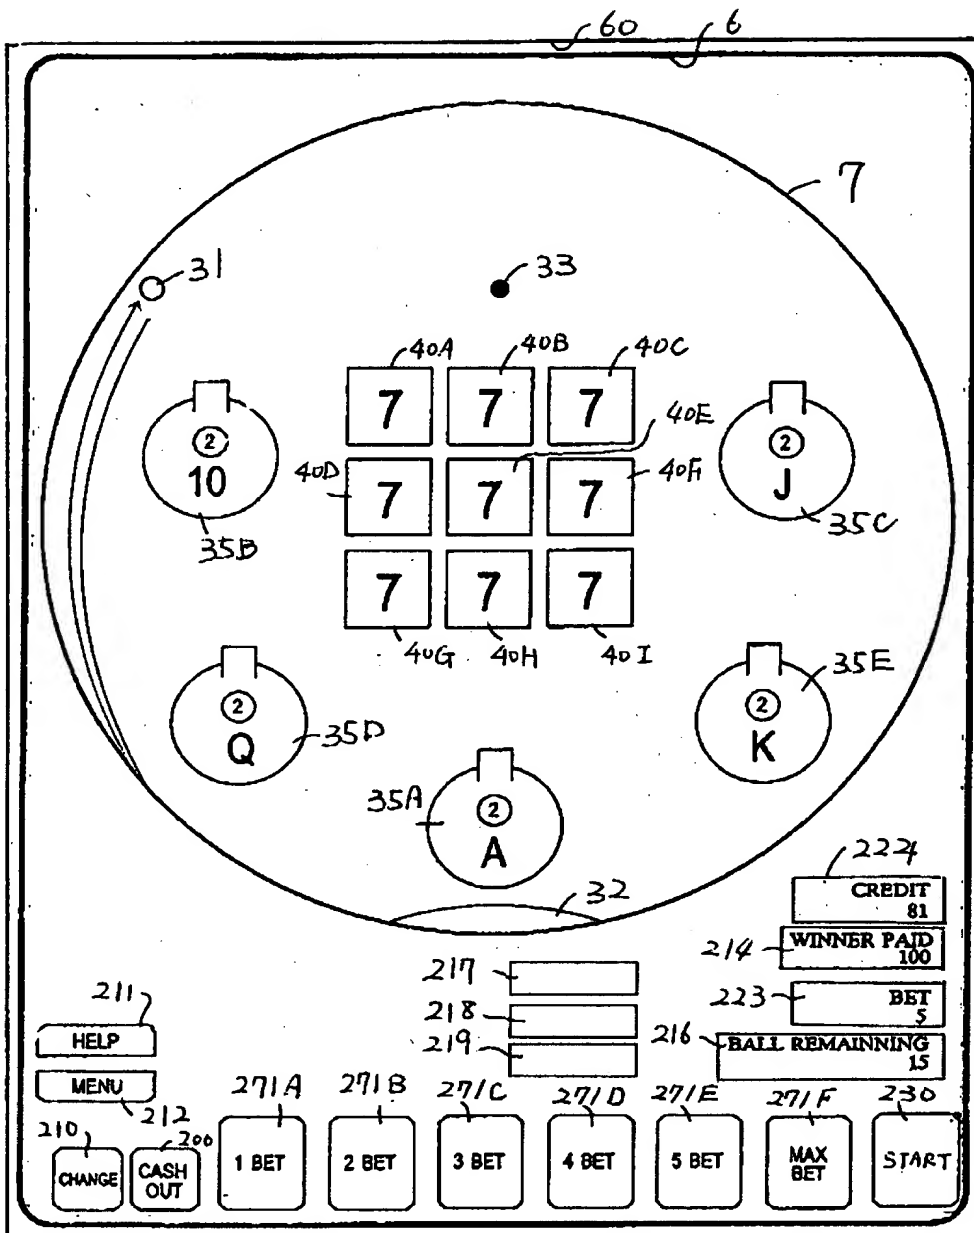 60 6
7
31
33
40A 40B 40C
7 7 7
40E
2
10
35B
2
J
35C
40D
7 7 7
40F
7 7 7
40G 40H 40I
2
Q
35D
2
K
35E
35A
2
A
32
224
CREDIT
81
214
WINNER PAID
100
217
223
BET
5
218
216
BALL REMAINNING
15
219
211
HELP
MENU
212
210
CHANGE
200
CASH
OUT
271A
1 BET
271B
2 BET
271C
3 BET
271D
4 BET
271E
5 BET
271F
MAX
BET
230
START